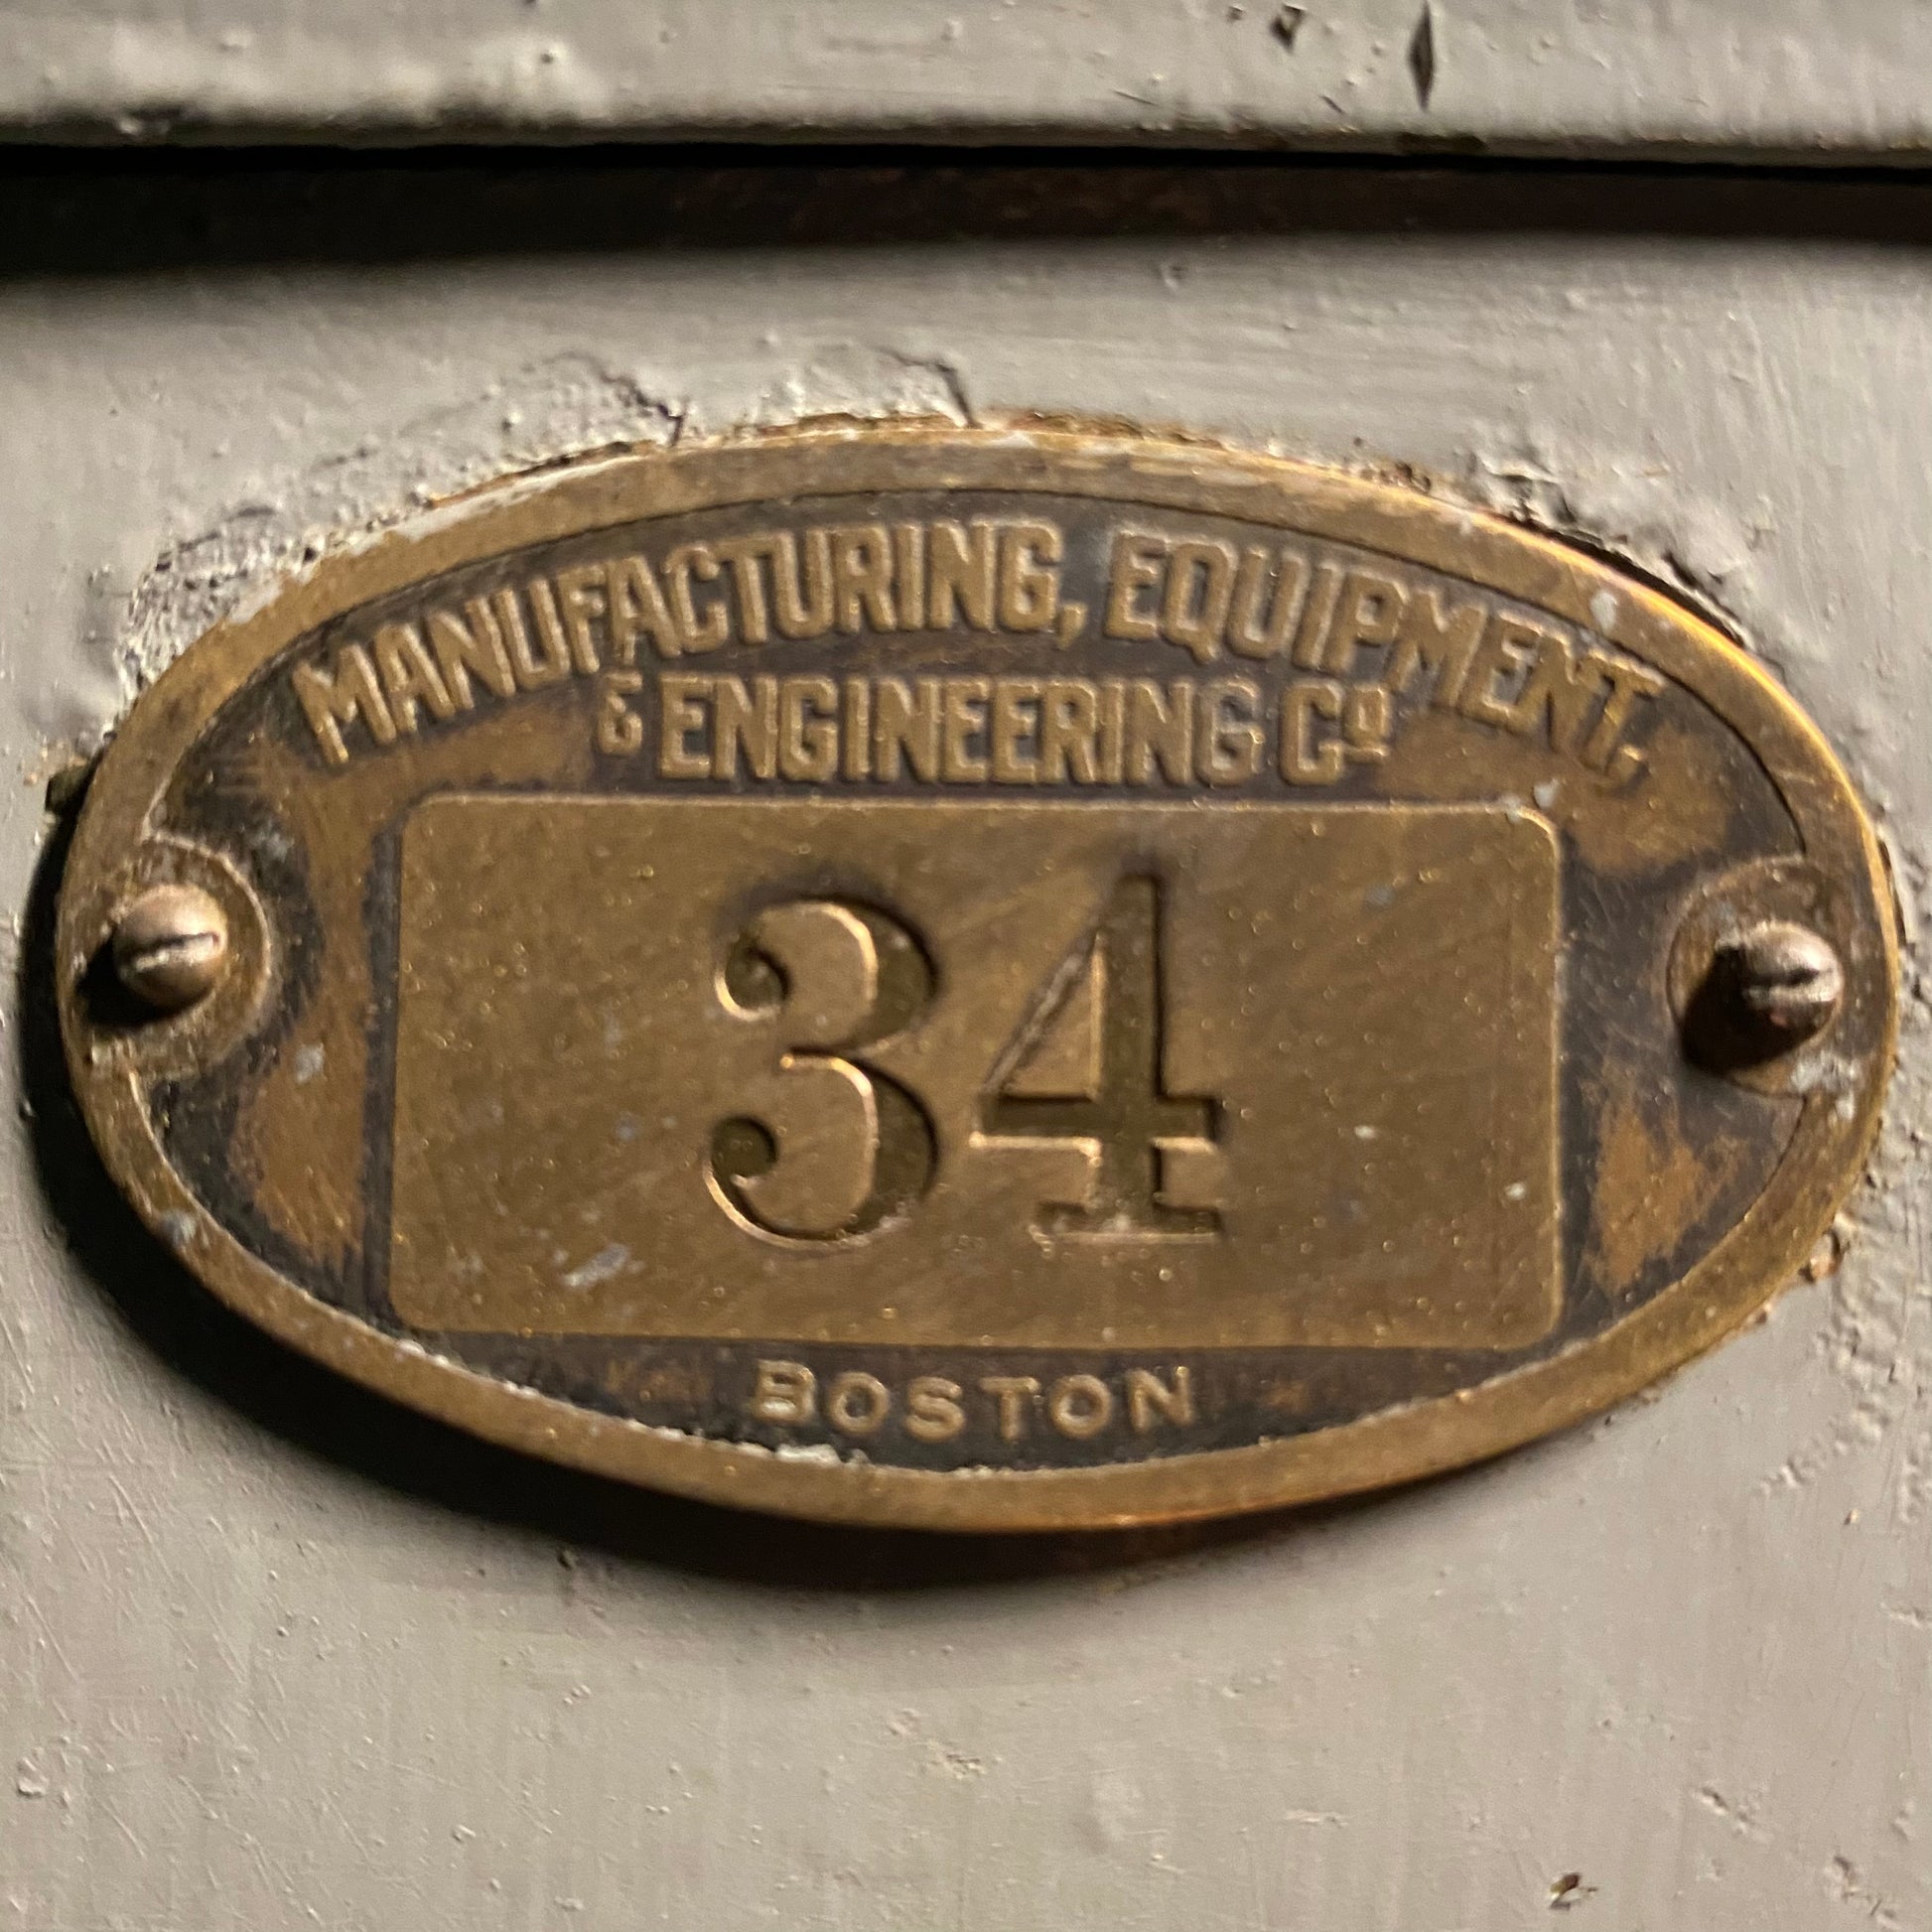 MANUFACTURING, EQUIPMENT,
& ENGINEERING Cº
34
BOSTON